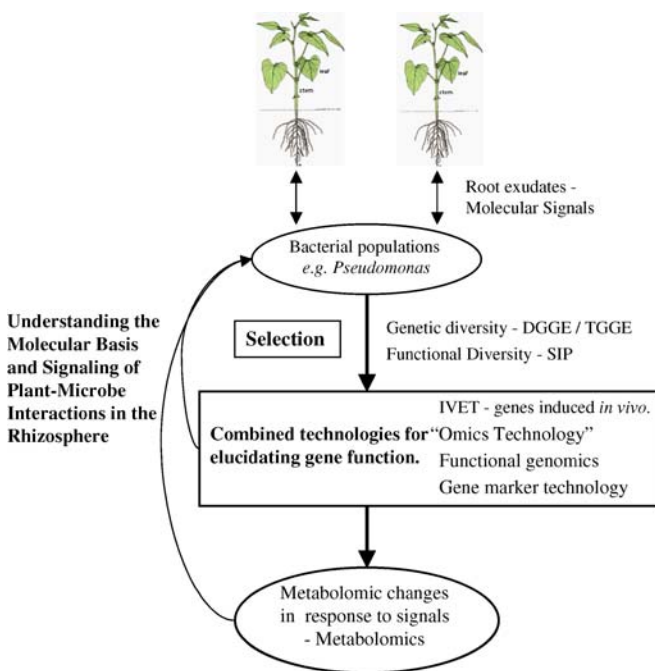 leaf
stem
leaf
stem
Root exudates -
Molecular Signals
Bacterial populations
e.g. Pseudomonas
Understanding the
Molecular Basis
and Signaling of
Plant-Microbe
Interactions in the
Rhizosphere
Selection
Genetic diversity - DGGE / TGGE
Functional Diversity - SIP
Combined technologies for
elucidating gene function.
IVET - genes induced in vivo.
“Omics Technology”
Functional genomics
Gene marker technology
Metabolomic changes
in response to signals
- Metabolomics